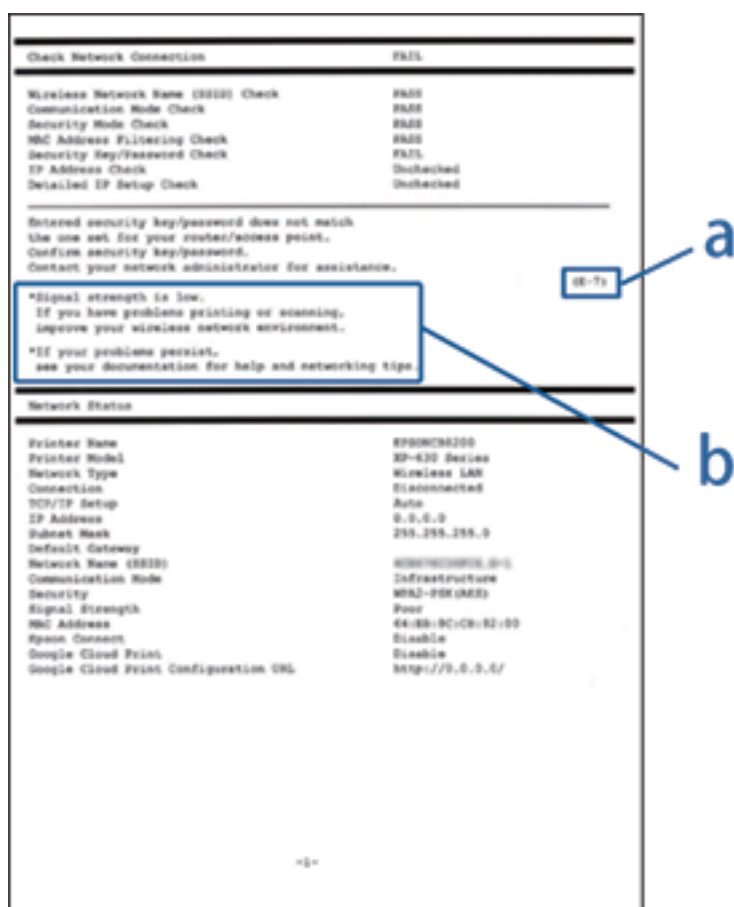 Check Network Connection FAIL
Wireless Network Name (SSID) Check PASS
Communication Mode Check PASS
Security Mode Check PASS
MAC Address Filtering Check PASS
Security Key/Password Check FAIL
IP Address Check Unchecked
Detailed IP Setup Check Unchecked
Entered security key/password does not match
the one set for your router/access point.
Confirm security key/password.
Contact your network administrator for assistance.
(E-7)
a
*Signal strength is low.
If you have problems printing or scanning,
improve your wireless network environment.
*If your problems persist,
see your documentation for help and networking tips.
b
Network Status
Printer Name
Printer Model XP-630 Series
Network Type Wireless LAN
Connection Disconnected
TCP/IP Setup Auto
IP Address 0.0.0.0
Subnet Mask 255.255.255.0
Default Gateway
Network Name (SSID)
Communication Mode Infrastructure
Security WPA2-PSK(AES)
Signal Strength Poor
MAC Address
Epson Connect Disable
Google Cloud Print Disable
Google Cloud Print Configuration URL http://0.0.0.0/
-1-